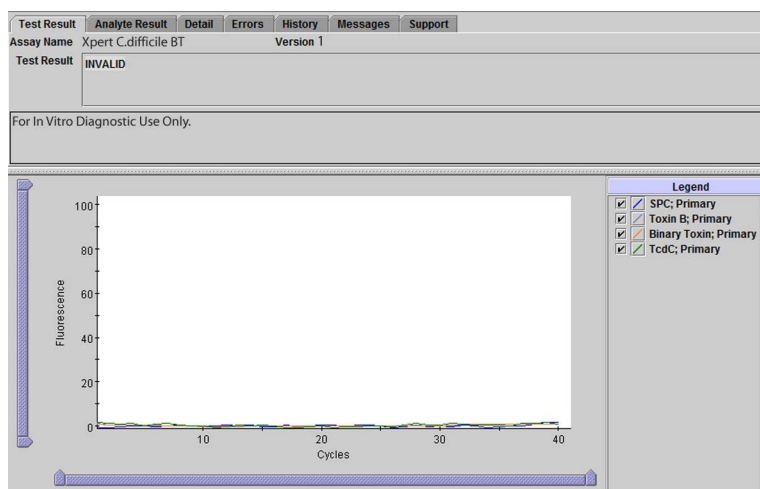 Test Result Analyte Result Detail Errors History Messages Support
Assay Name Xpert C.difficile BT Version 1
Test Result INVALID
For In Vitro Diagnostic Use Only.
Legend
SPC; Primary
Toxin B; Primary
Binary Toxin; Primary
TcdC; Primary
100
80
60
40
20
0
Fluorescence
10 20 30 40
Cycles